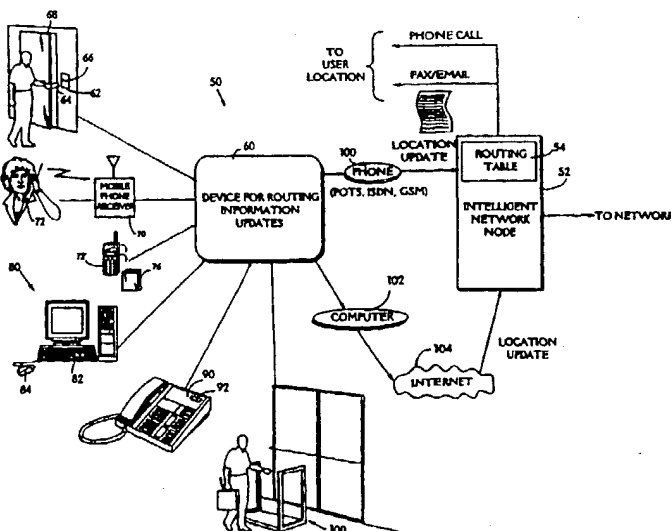 68
66
64
62
50
TO
USER
LOCATION
PHONE CALL
FAX/EMAIL
LOCATION
UPDATE
60
DEVICE FOR ROUTING
INFORMATION
UPDATES
100
PHONE
(POTS, ISDN, GSM)
ROUTING
TABLE
54
52
INTELLIGENT
NETWORK
NODE
TO NETWORK
72
MOBILE
PHONE
RECEIVER
70
76
80
82
84
90
92
102
COMPUTER
104
INTERNET
LOCATION
UPDATE